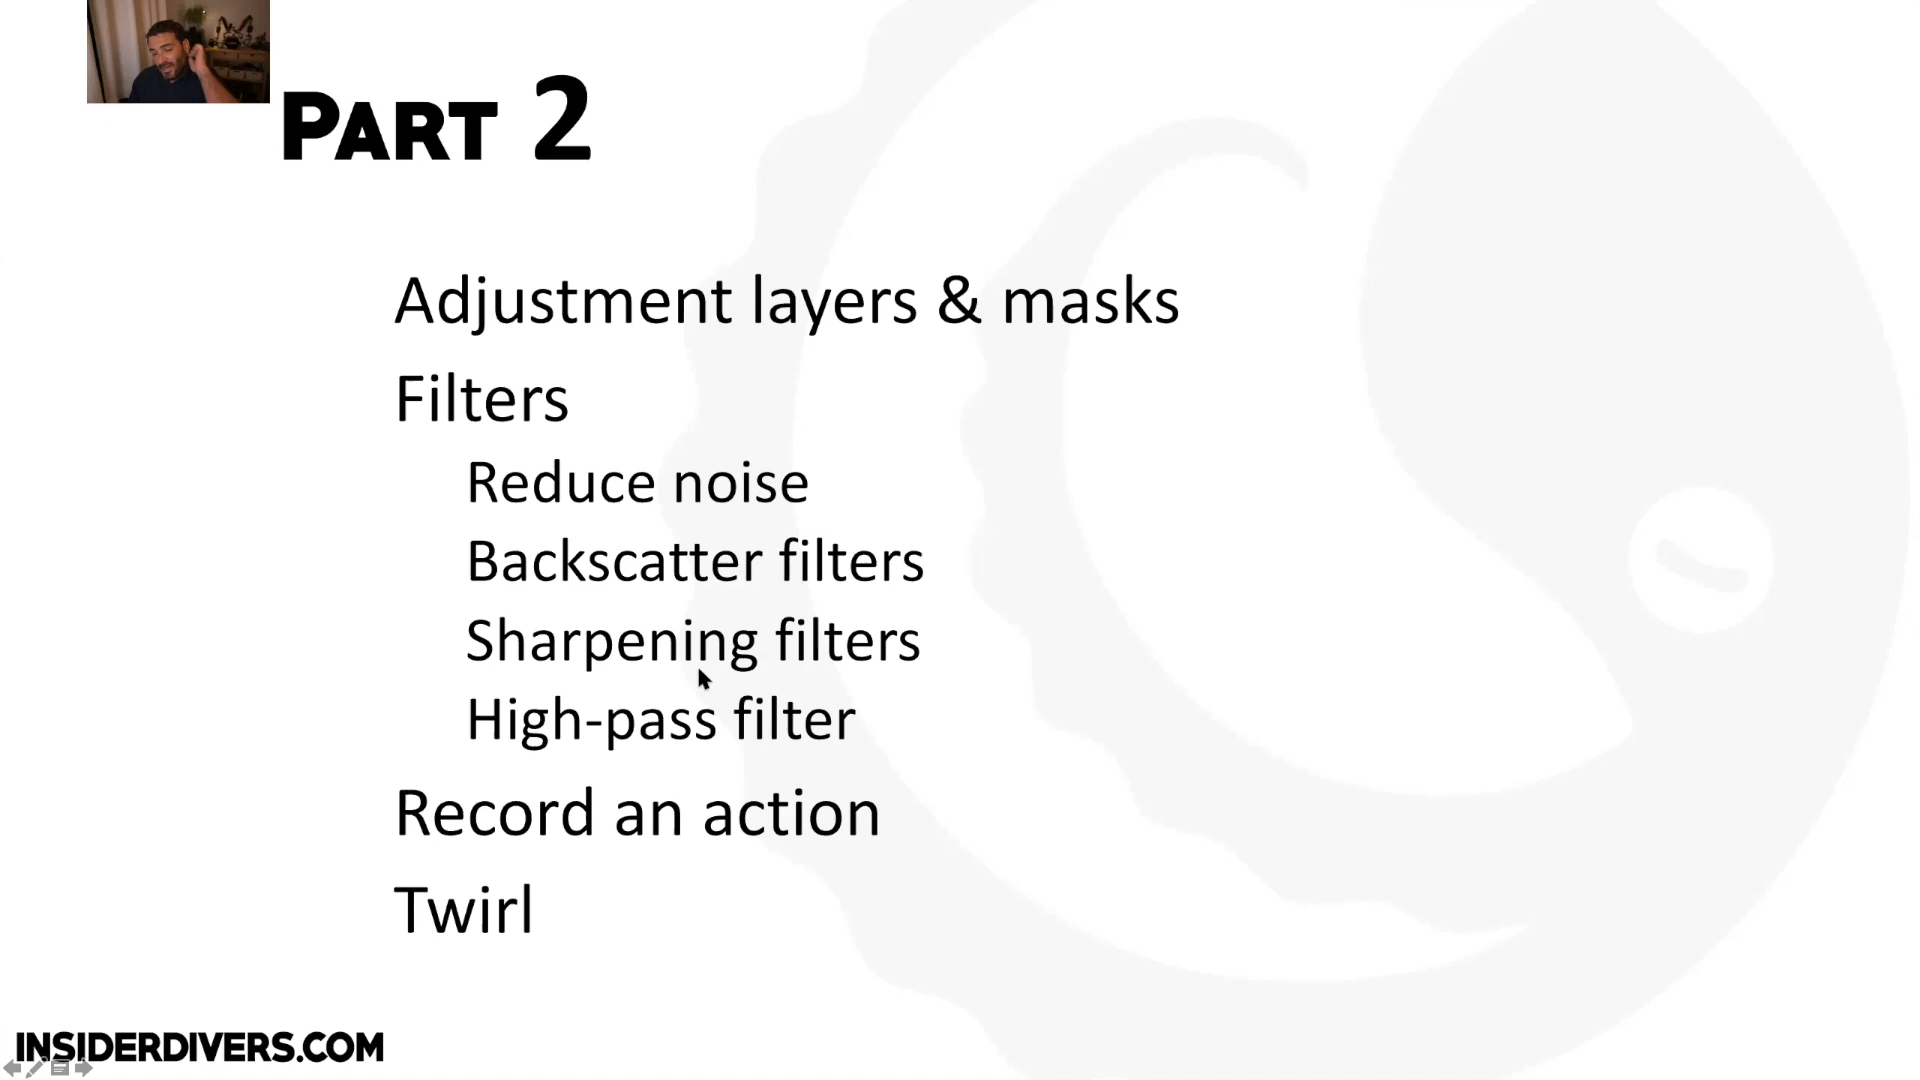 PART 2
Adjustment layers & masks
Filters
Reduce noise
Backscatter filters
Sharpening filters
High-pass filter
Record an action
Twirl
INSIDERDIVERS.COM